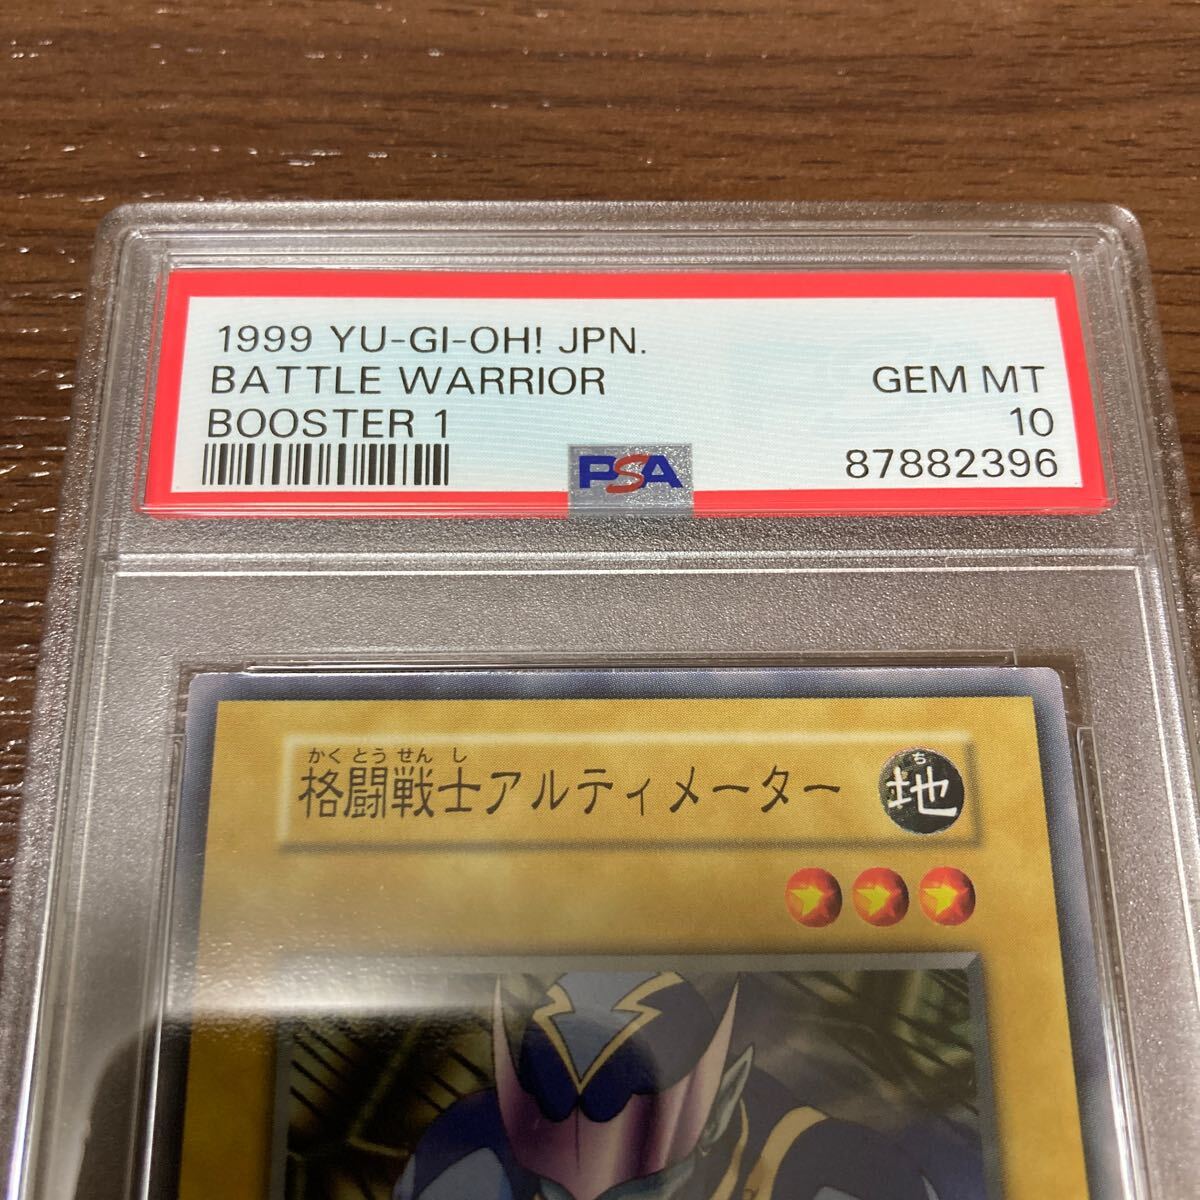 1999 YU-GI-OH! JPN.
BATTLE WARRIOR
BOOSTER 1
GEM MT
10
87882396
PSA
かくとうせんし
格闘戦士アルティメーター
ち
地